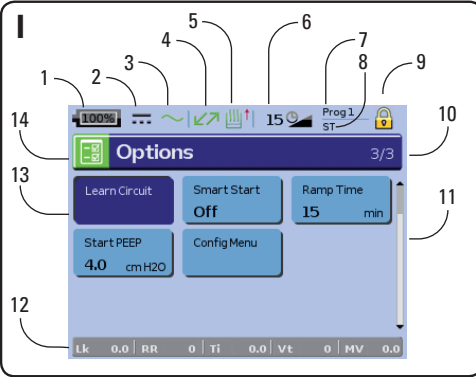 I
5
6
4
7
3
8
2
9
1
100%
15
Prog 1
ST
14
Options
3/3
10
13
Learn Circuit
Smart Start
Off
Ramp Time
15 min
11
Start PEEP
4.0 cm H2O
Config Menu
12
Lk 0.0 RR 0 Ti 0.0 Vt 0 MV 0.0